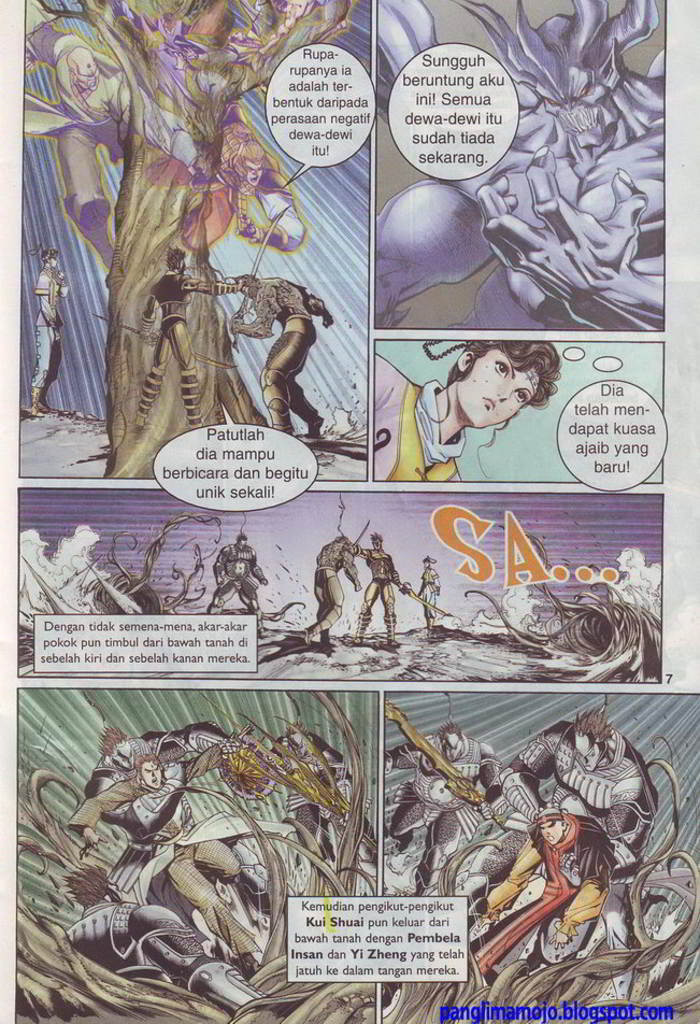 Rupa-
rupanya ia
adalah ter-
bentuk daripada
perasaan negatif
dewa-dewi
itu!
Sungguh
beruntung aku
ini! Semua
dewa-dewi itu
sudah tiada
sekarang.
Patutlah
dia mampu
berbicara dan begitu
unik sekali!
Dia
telah men-
dapat kuasa
ajaib yang
baru!
SA...
Dengan tidak semena-mena, akar-akar
pokok pun timbul dari bawah tanah di
sebelah kiri dan sebelah kanan mereka.
7
Kemudian pengikut-pengikut
Kui Shuai pun keluar dari
bawah tanah dengan Pembela
Insan dan Yi Zheng yang telah
jatuh ke dalam tangan mereka.
panglimamojo.blogspot.com